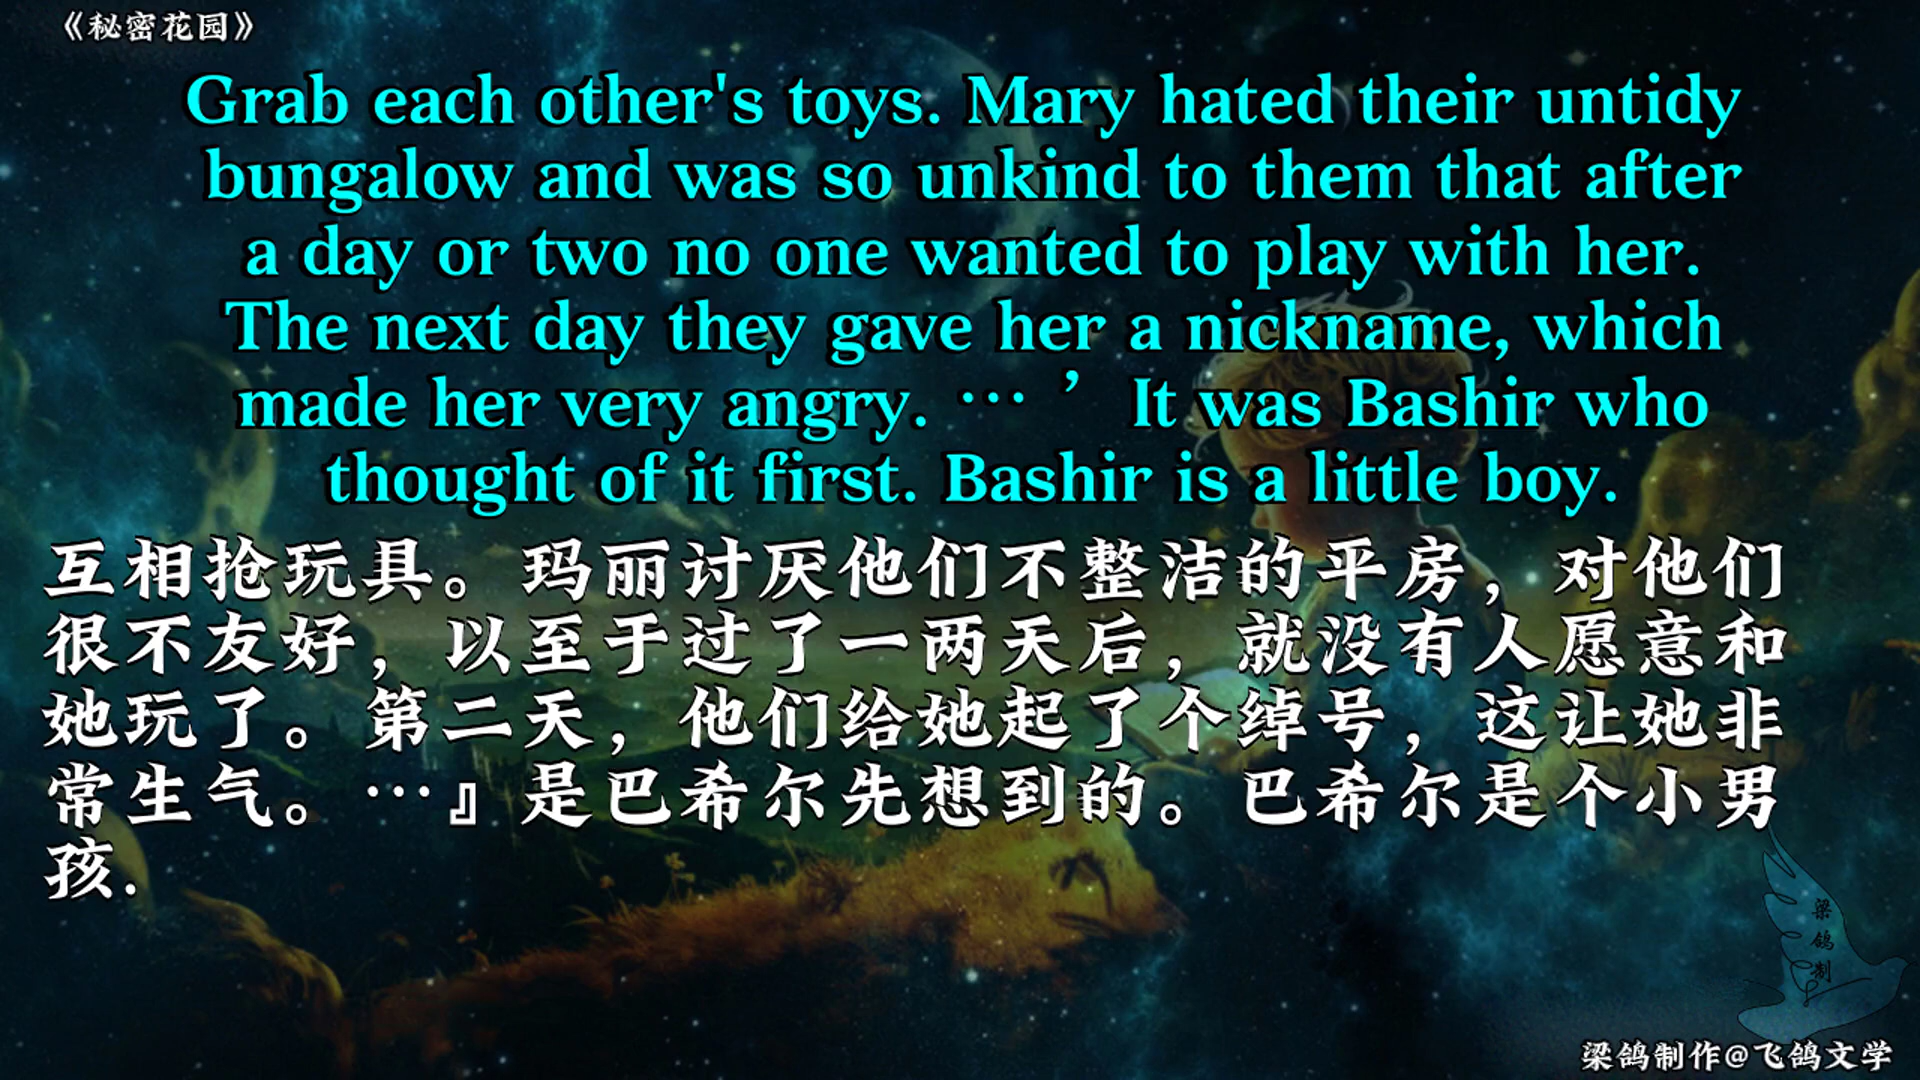 《秘密花园》
Grab each other's toys. Mary hated their untidy
bungalow and was so unkind to them that after
a day or two no one wanted to play with her.
The next day they gave her a nickname, which
made her very angry. … ’ It was Bashir who
thought of it first. Bashir is a little boy.
互相抢玩具。玛丽讨厌他们不整洁的平房，对他们
很不友好，以至于过了一两天后，就没有人愿意和
她玩了。第二天，他们给她起了个绰号，这让她非
常生气。…』是巴希尔先想到的。巴希尔是个小男
孩.
梁鸽制
梁鸽制作@飞鸽文学